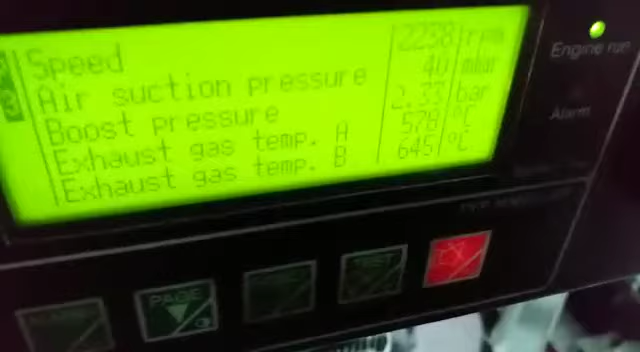 Speed 2238 rpm
Air suction pressure 40 mbar
Boost pressure 2.33 bar
Exhaust gas temp. A 578 °C
Exhaust gas temp. B 645 °C
Engine run
Alarm
PAGE